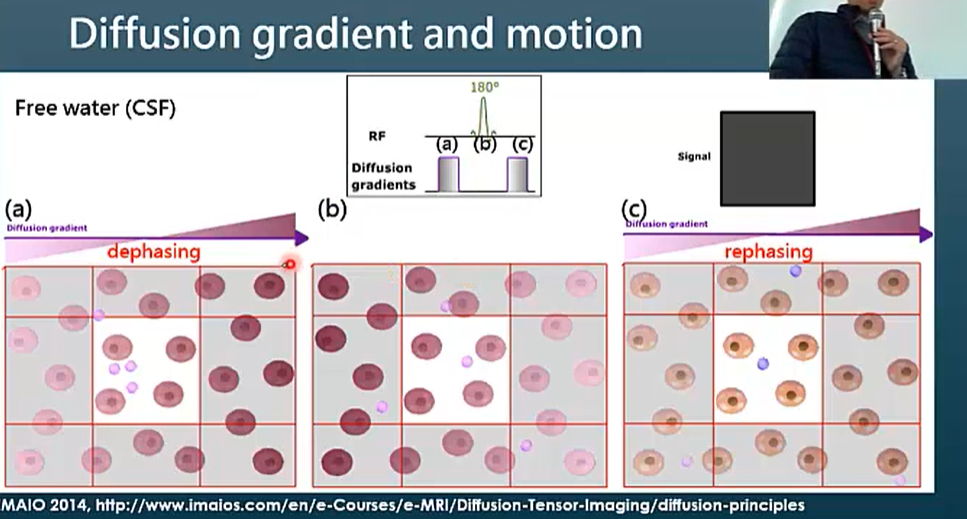 Diffusion gradient and motion
Free water (CSF)
180°
RF
(a) (b) (c)
Diffusion
gradients
Signal
(a)
Diffusion gradient
dephasing
(b)
(c)
Diffusion gradient
rephasing
MAIO 2014, http://www.imaios.com/en/e-Courses/e-MRI/Diffusion-Tensor-Imaging/diffusion-principles